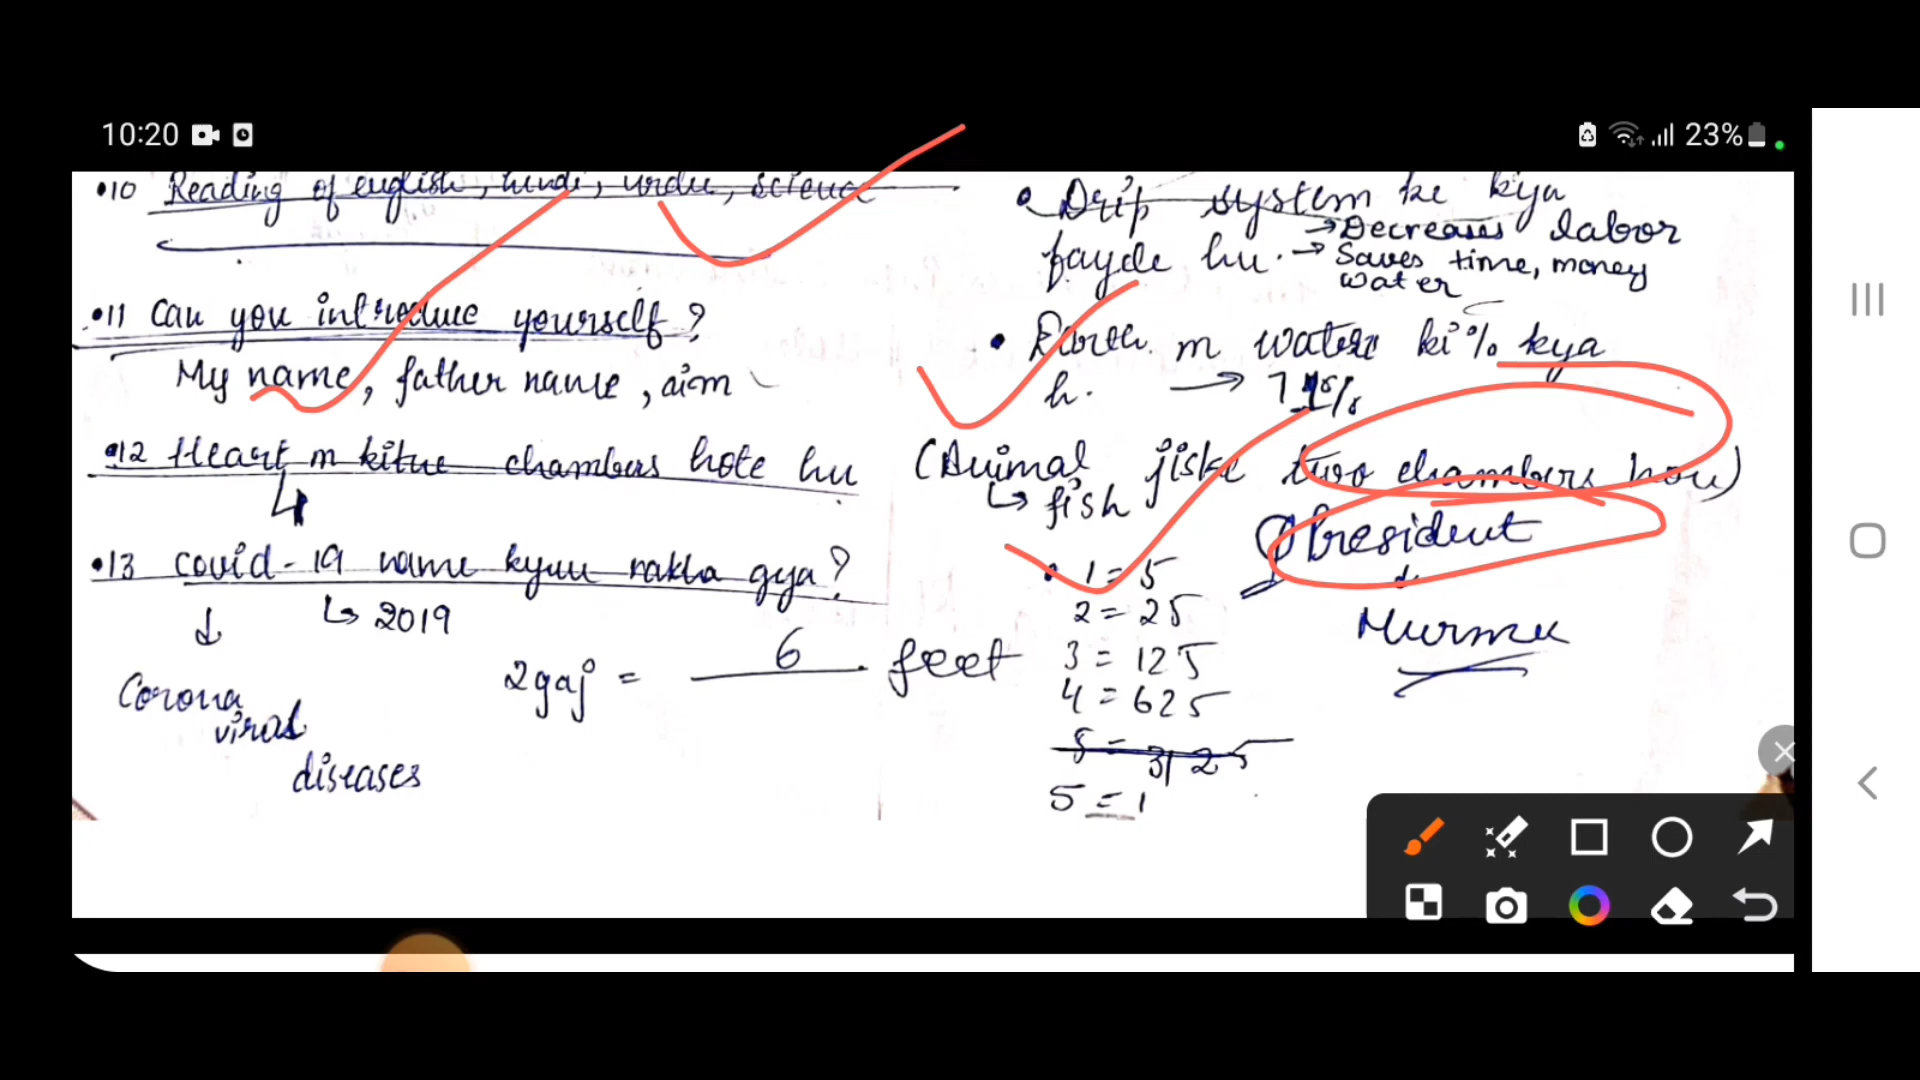 10:20
23%
•10 Reading of english, hindi, urdu, science
•11 Can you introduce yourself?
My name, father name, aim
•12 Heart m kitne chambers hote hu
4
•13 Covid-19 name kyuu rakha gya?
↳ 2019
Corona
viral
diseases
2gaj = 6 feet
• Drip system ke kya
fayde hu. → Decreases labor
→ Saves time, money
water
• Earth m water ki % kya
h. → 71%
(Animal jiske two chambers hou)
↳ fish
President
Murmu
• 1 = 5
2 = 25
3 = 125
4 = 625
5 = 3125
5 = 1